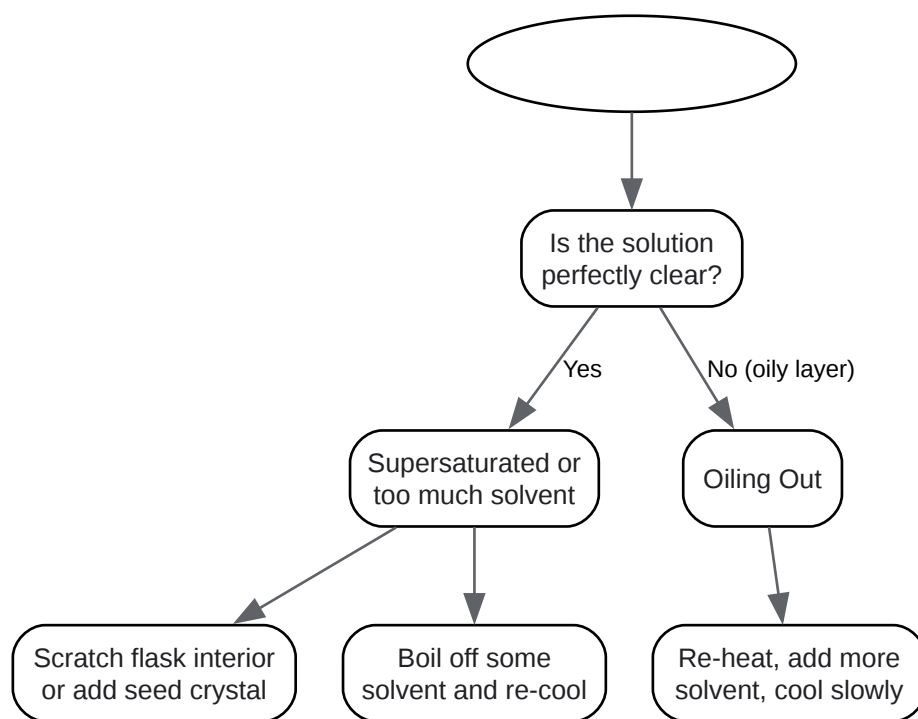 Is the solution
perfectly clear?
Yes
No (oily layer)
Supersaturated or
too much solvent
Oiling Out
Scratch flask interior
or add seed crystal
Boil off some
solvent and re-cool
Re-heat, add more
solvent, cool slowly